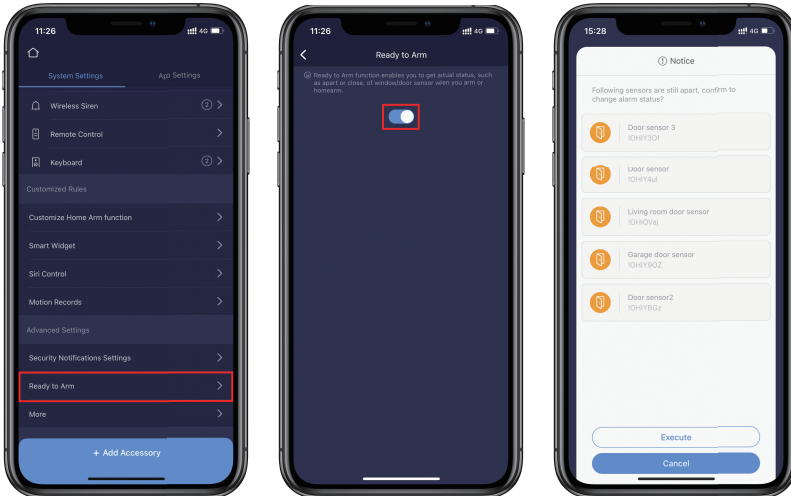 11:26
4G
System Settings
App Settings
Wireless Siren
2
Remote Control
Keyboard
2
Customized Rules
Customize Home Arm function
Smart Widget
Siri Control
Motion Records
Advanced Settings
Security Notifications Settings
Ready to Arm
More
+ Add Accessory
11:26
4G
Ready to Arm
Ready to Arm function enables you to get actual status, such
as apart or close, of window/door sensor when you arm or
homearm.
15:28
4G
Notice
Following sensors are still apart, confirm to
change alarm status?
Door sensor 3
!OHIY3Df
Door sensor
!OHIY4ul
Living room door sensor
!OHIOVaj
Garage door sensor
!OHIY9OZ
Door sensor2
!OHIYBGz
Execute
Cancel